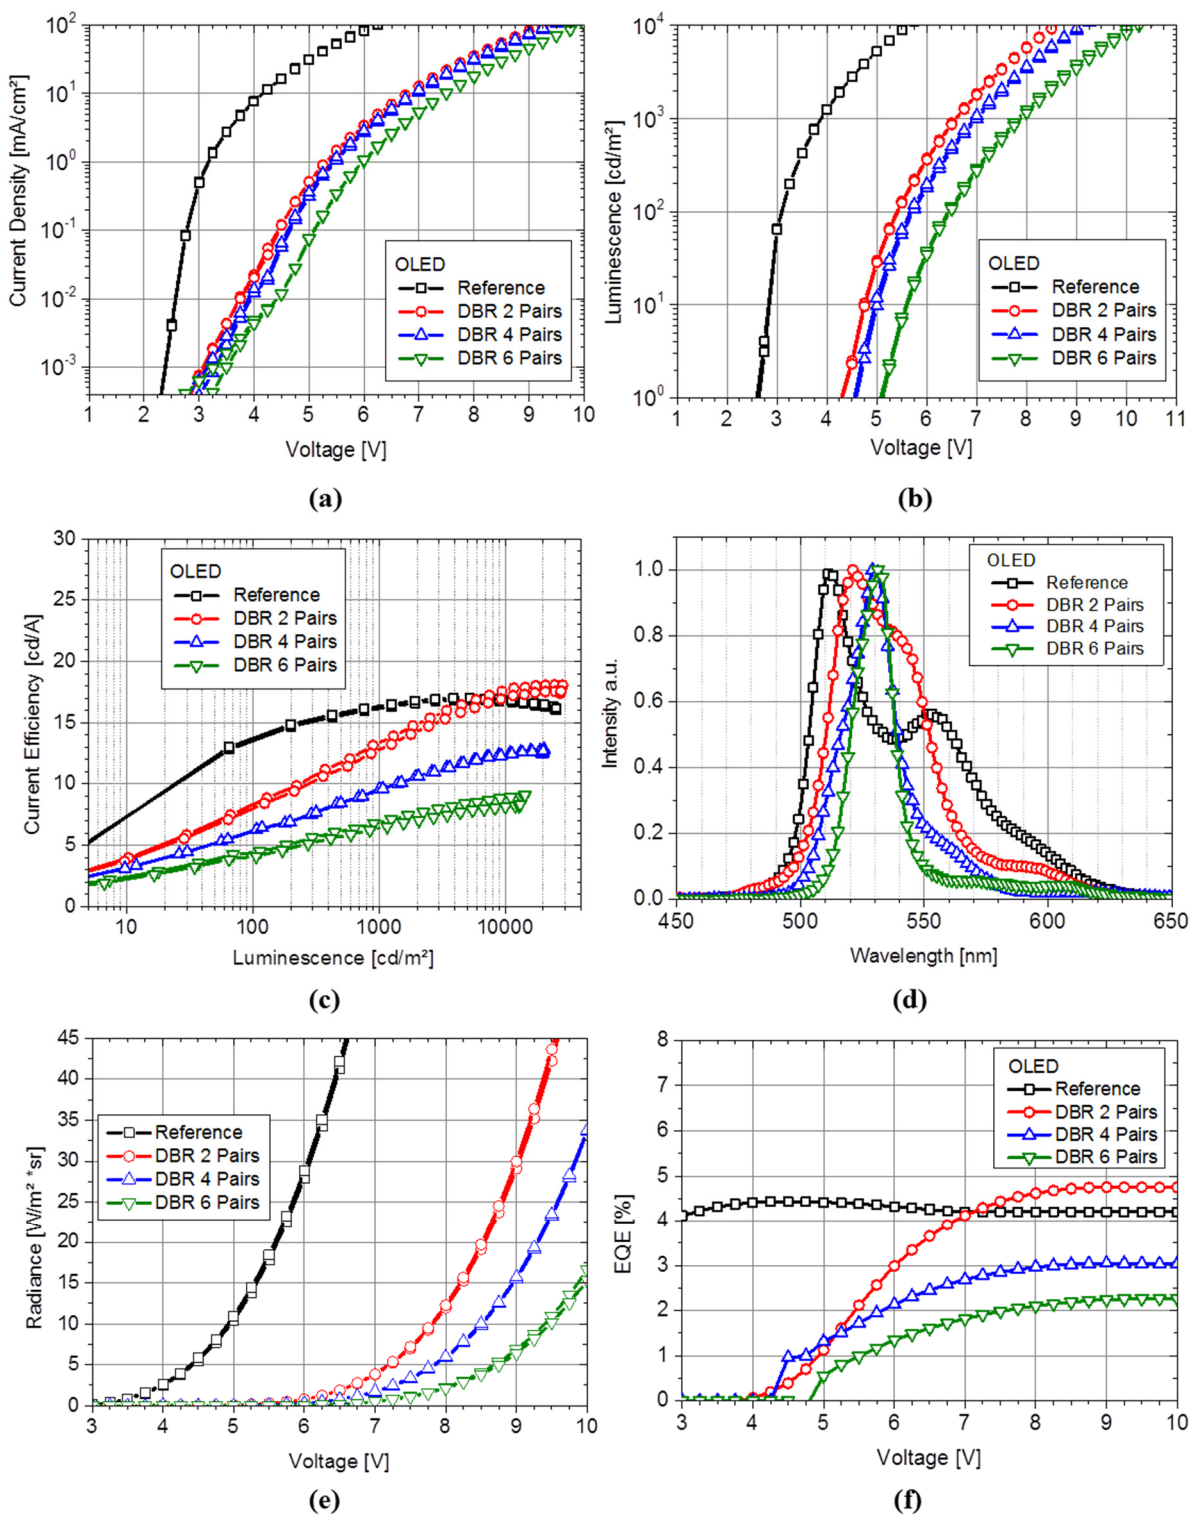 10²
10¹
10⁰
10⁻¹
10⁻²
10⁻³
Current Density [mA/cm²]
OLED
Reference
DBR 2 Pairs
DBR 4 Pairs
DBR 6 Pairs
1 2 3 4 5 6 7 8 9 10
Voltage [V]
(a)
10⁴
10³
10²
10¹
10⁰
Luminescence [cd/m²]
OLED
Reference
DBR 2 Pairs
DBR 4 Pairs
DBR 6 Pairs
1 2 3 4 5 6 7 8 9 10 11
Voltage [V]
(b)
30
25
20
15
10
5
0
Current Efficiency [cd/A]
OLED
Reference
DBR 2 Pairs
DBR 4 Pairs
DBR 6 Pairs
10 100 1000 10000
Luminescence [cd/m²]
(c)
1.0
0.8
0.6
0.4
0.2
0.0
Intensity a.u.
OLED
Reference
DBR 2 Pairs
DBR 4 Pairs
DBR 6 Pairs
450 500 550 600 650
Wavelength [nm]
(d)
45
40
35
30
25
20
15
10
5
0
Radiance [W/m² *sr]
Reference
DBR 2 Pairs
DBR 4 Pairs
DBR 6 Pairs
3 4 5 6 7 8 9 10
Voltage [V]
(e)
8
7
6
5
4
3
2
1
0
EQE [%]
OLED
Reference
DBR 2 Pairs
DBR 4 Pairs
DBR 6 Pairs
3 4 5 6 7 8 9 10
Voltage [V]
(f)